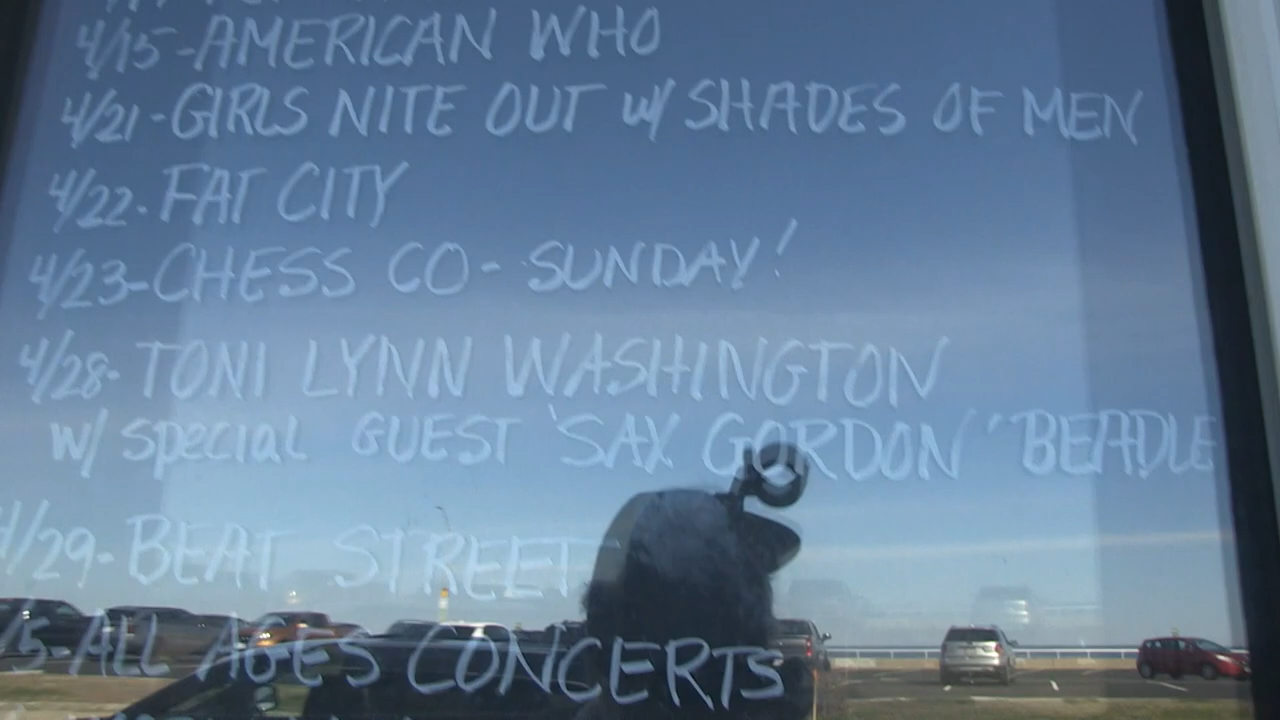 4/15-AMERICAN WHO
4/21-GIRLS NITE OUT w/ SHADES OF MEN
4/22-FAT CITY
4/23-CHESS CO- SUNDAY!
4/28-TONI LYNN WASHINGTON
w/ special GUEST 'SAX GORDON' BEADLE
4/29-BEAT STREET
/5 ALL AGES CONCERTS